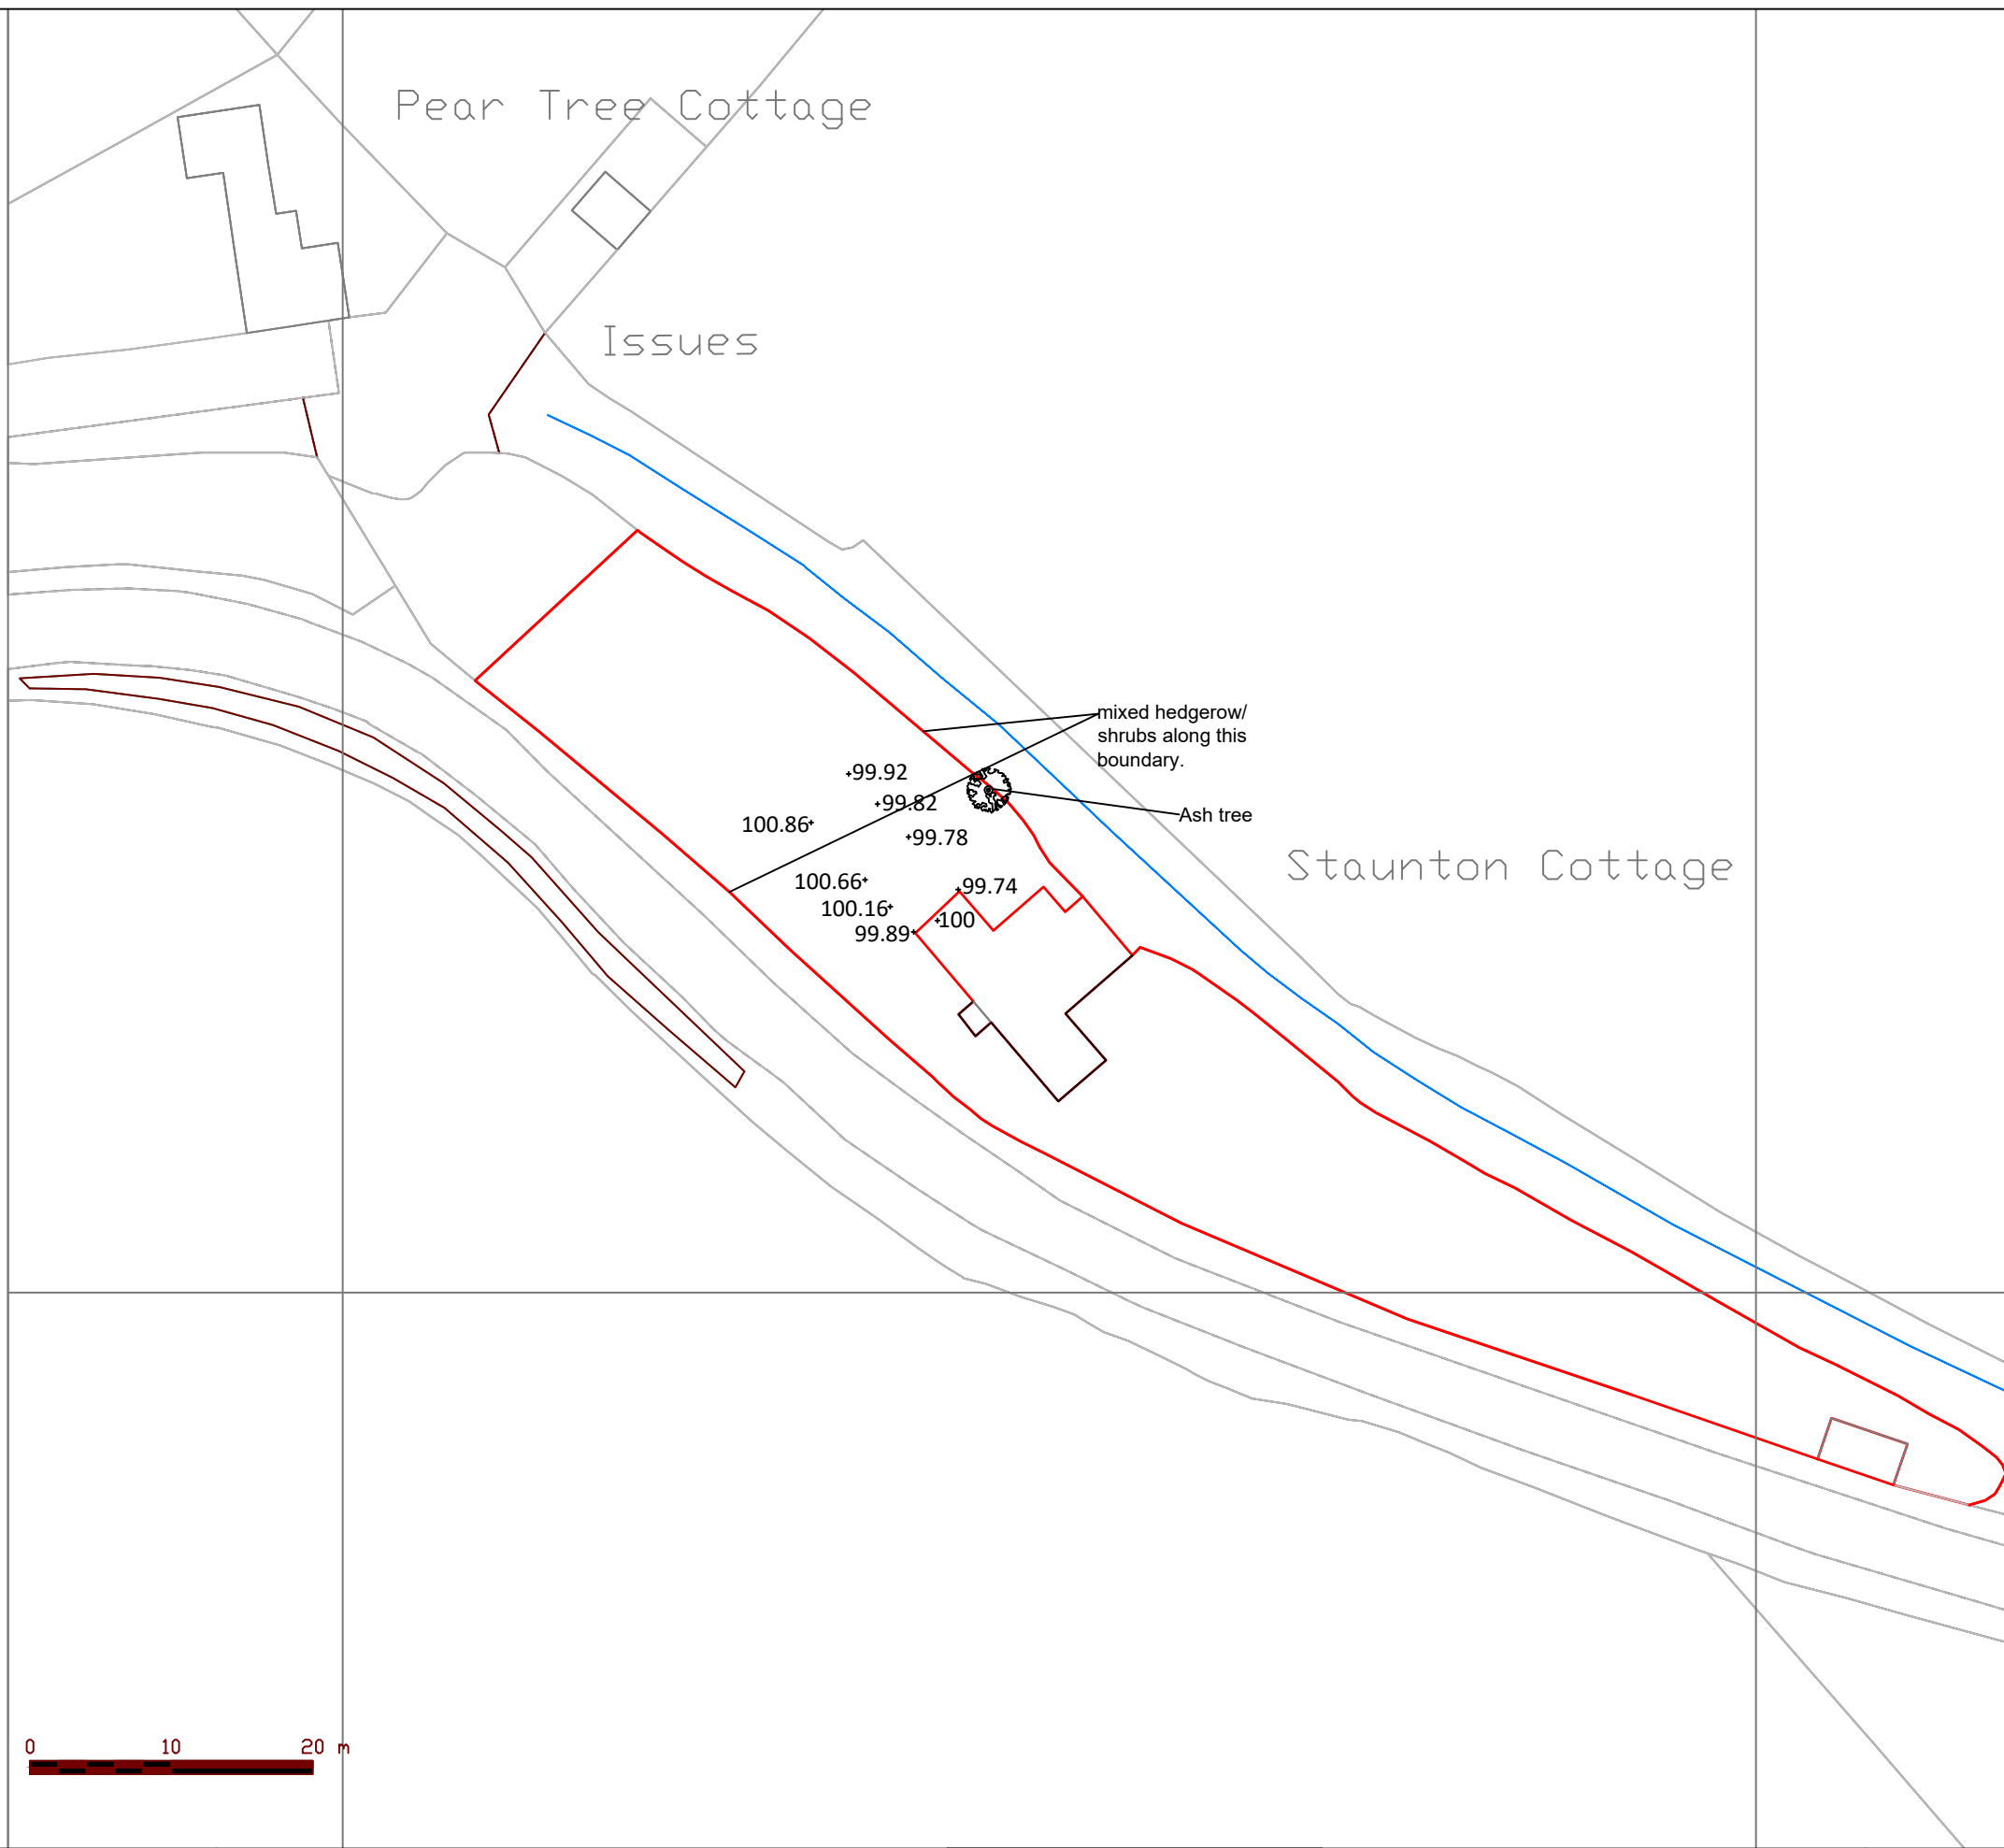 Pear Tree Cottage
Issues
mixed hedgerow/
shrubs along this
boundary.
99.92
99.82
100.86
Ash tree
99.78
Staunton Cottage
100.66
99.74
100.16
100
99.89
0 10 20 m